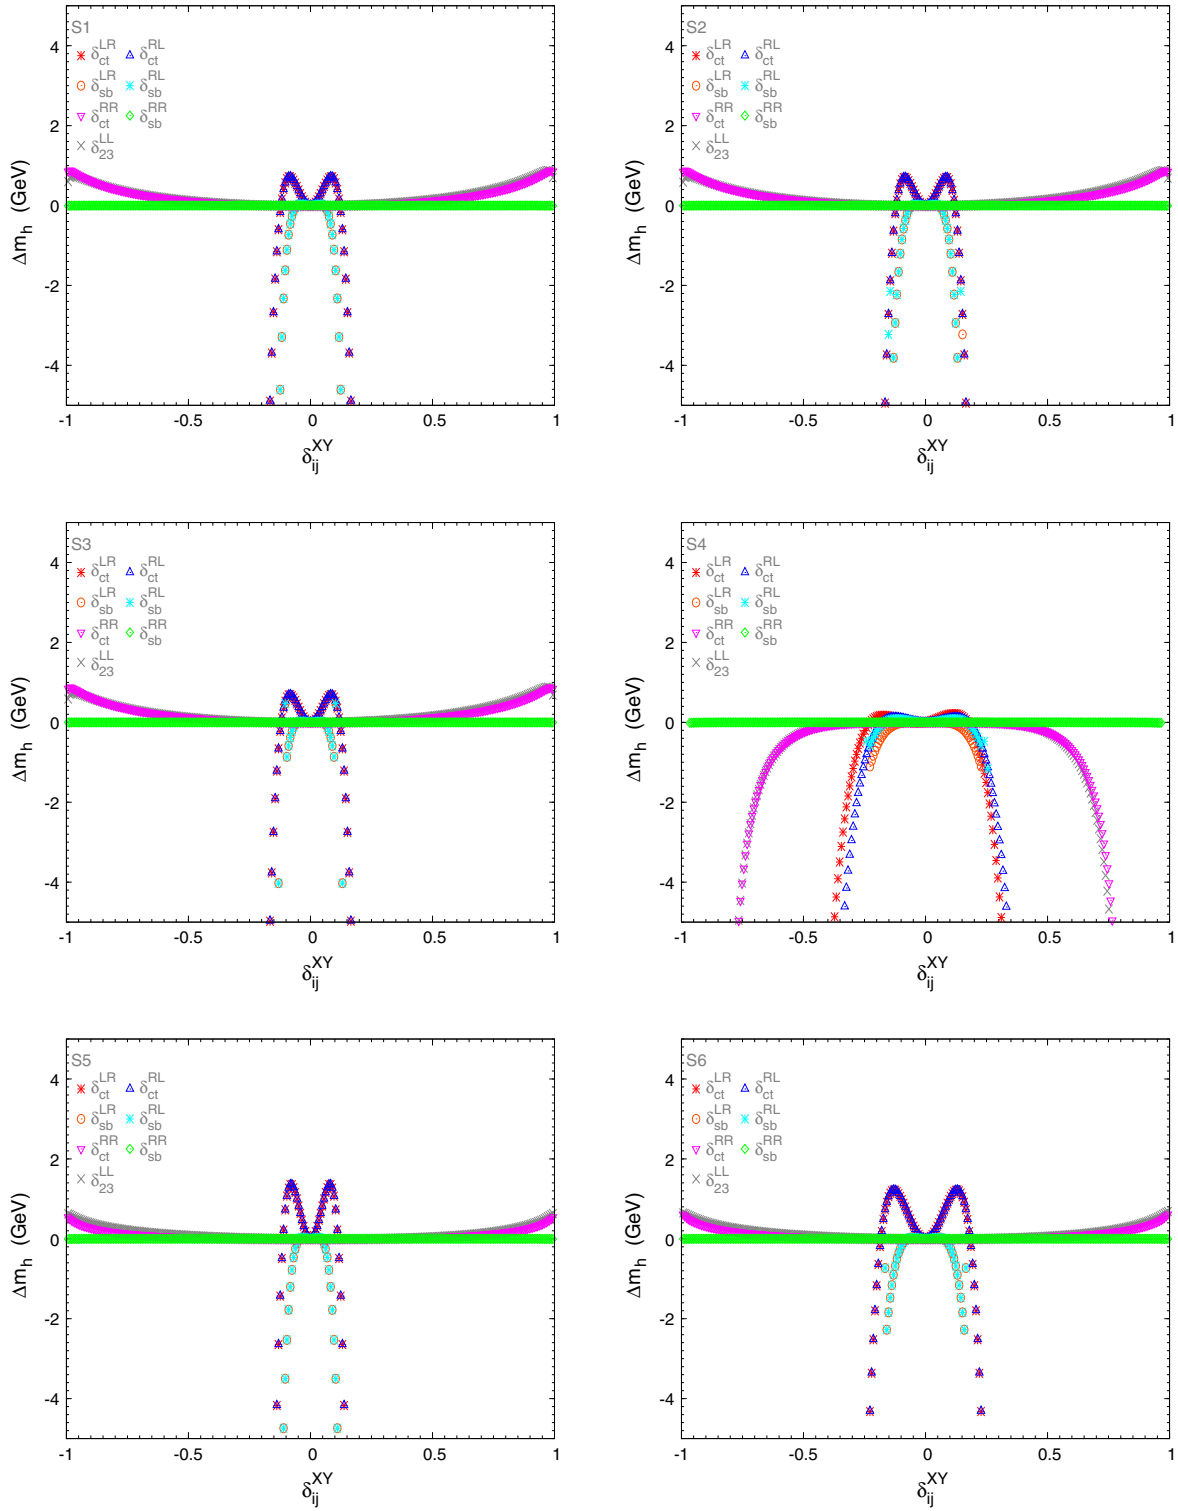 S1
δ_ct^LR δ_ct^RL
δ_sb^LR δ_sb^RL
δ_ct^RR δ_sb^RR
δ_23^LL
Δm_h (GeV)
4
2
0
-2
-4
-1 -0.5 0 0.5 1
δ_ij^XY
S2
δ_ct^LR δ_ct^RL
δ_sb^LR δ_sb^RL
δ_ct^RR δ_sb^RR
δ_23^LL
Δm_h (GeV)
4
2
0
-2
-4
-1 -0.5 0 0.5 1
δ_ij^XY
S3
δ_ct^LR δ_ct^RL
δ_sb^LR δ_sb^RL
δ_ct^RR δ_sb^RR
δ_23^LL
Δm_h (GeV)
4
2
0
-2
-4
-1 -0.5 0 0.5 1
δ_ij^XY
S4
δ_ct^LR δ_ct^RL
δ_sb^LR δ_sb^RL
δ_ct^RR δ_sb^RR
δ_23^LL
Δm_h (GeV)
4
2
0
-2
-4
-1 -0.5 0 0.5 1
δ_ij^XY
S5
δ_ct^LR δ_ct^RL
δ_sb^LR δ_sb^RL
δ_ct^RR δ_sb^RR
δ_23^LL
Δm_h (GeV)
4
2
0
-2
-4
-1 -0.5 0 0.5 1
δ_ij^XY
S6
δ_ct^LR δ_ct^RL
δ_sb^LR δ_sb^RL
δ_ct^RR δ_sb^RR
δ_23^LL
Δm_h (GeV)
4
2
0
-2
-4
-1 -0.5 0 0.5 1
δ_ij^XY